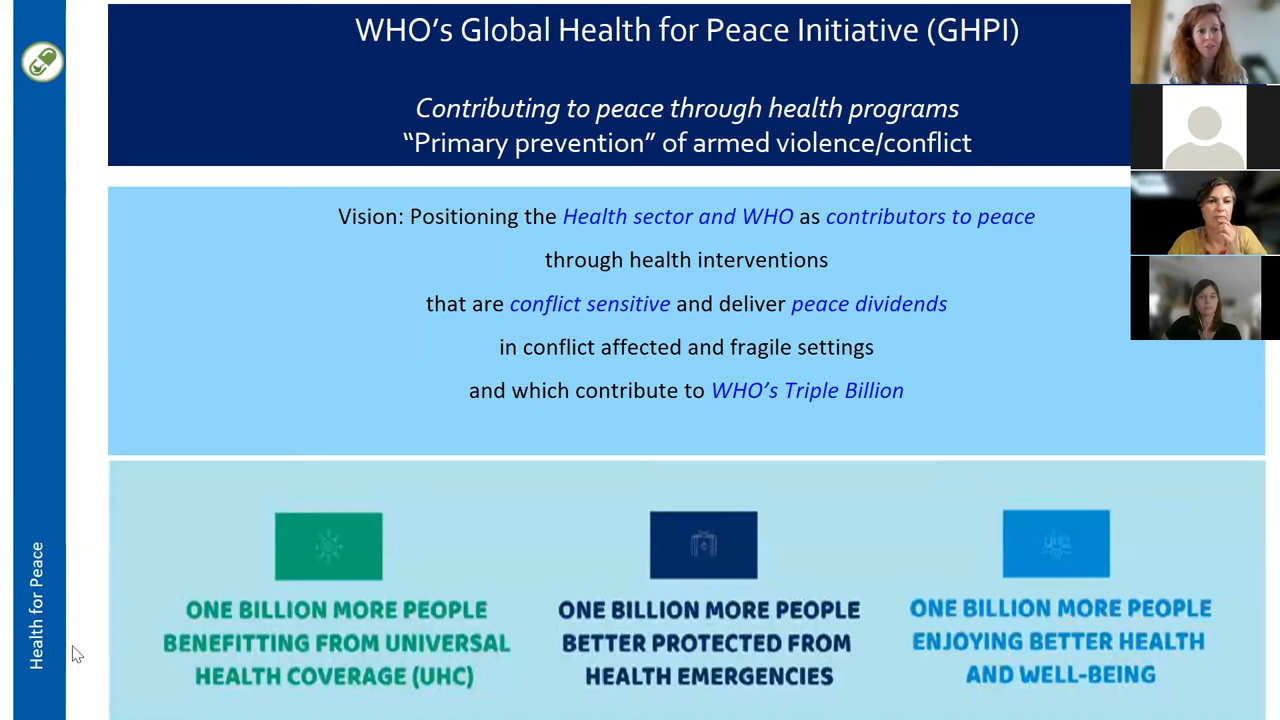 WHO's Global Health for Peace Initiative (GHPI)
Contributing to peace through health programs
“Primary prevention” of armed violence/conflict
Vision: Positioning the Health sector and WHO as contributors to peace
through health interventions
that are conflict sensitive and deliver peace dividends
in conflict affected and fragile settings
and which contribute to WHO's Triple Billion
ONE BILLION MORE PEOPLE
BENEFITTING FROM UNIVERSAL
HEALTH COVERAGE (UHC)
ONE BILLION MORE PEOPLE
BETTER PROTECTED FROM
HEALTH EMERGENCIES
ONE BILLION MORE PEOPLE
ENJOYING BETTER HEALTH
AND WELL-BEING
Health for Peace